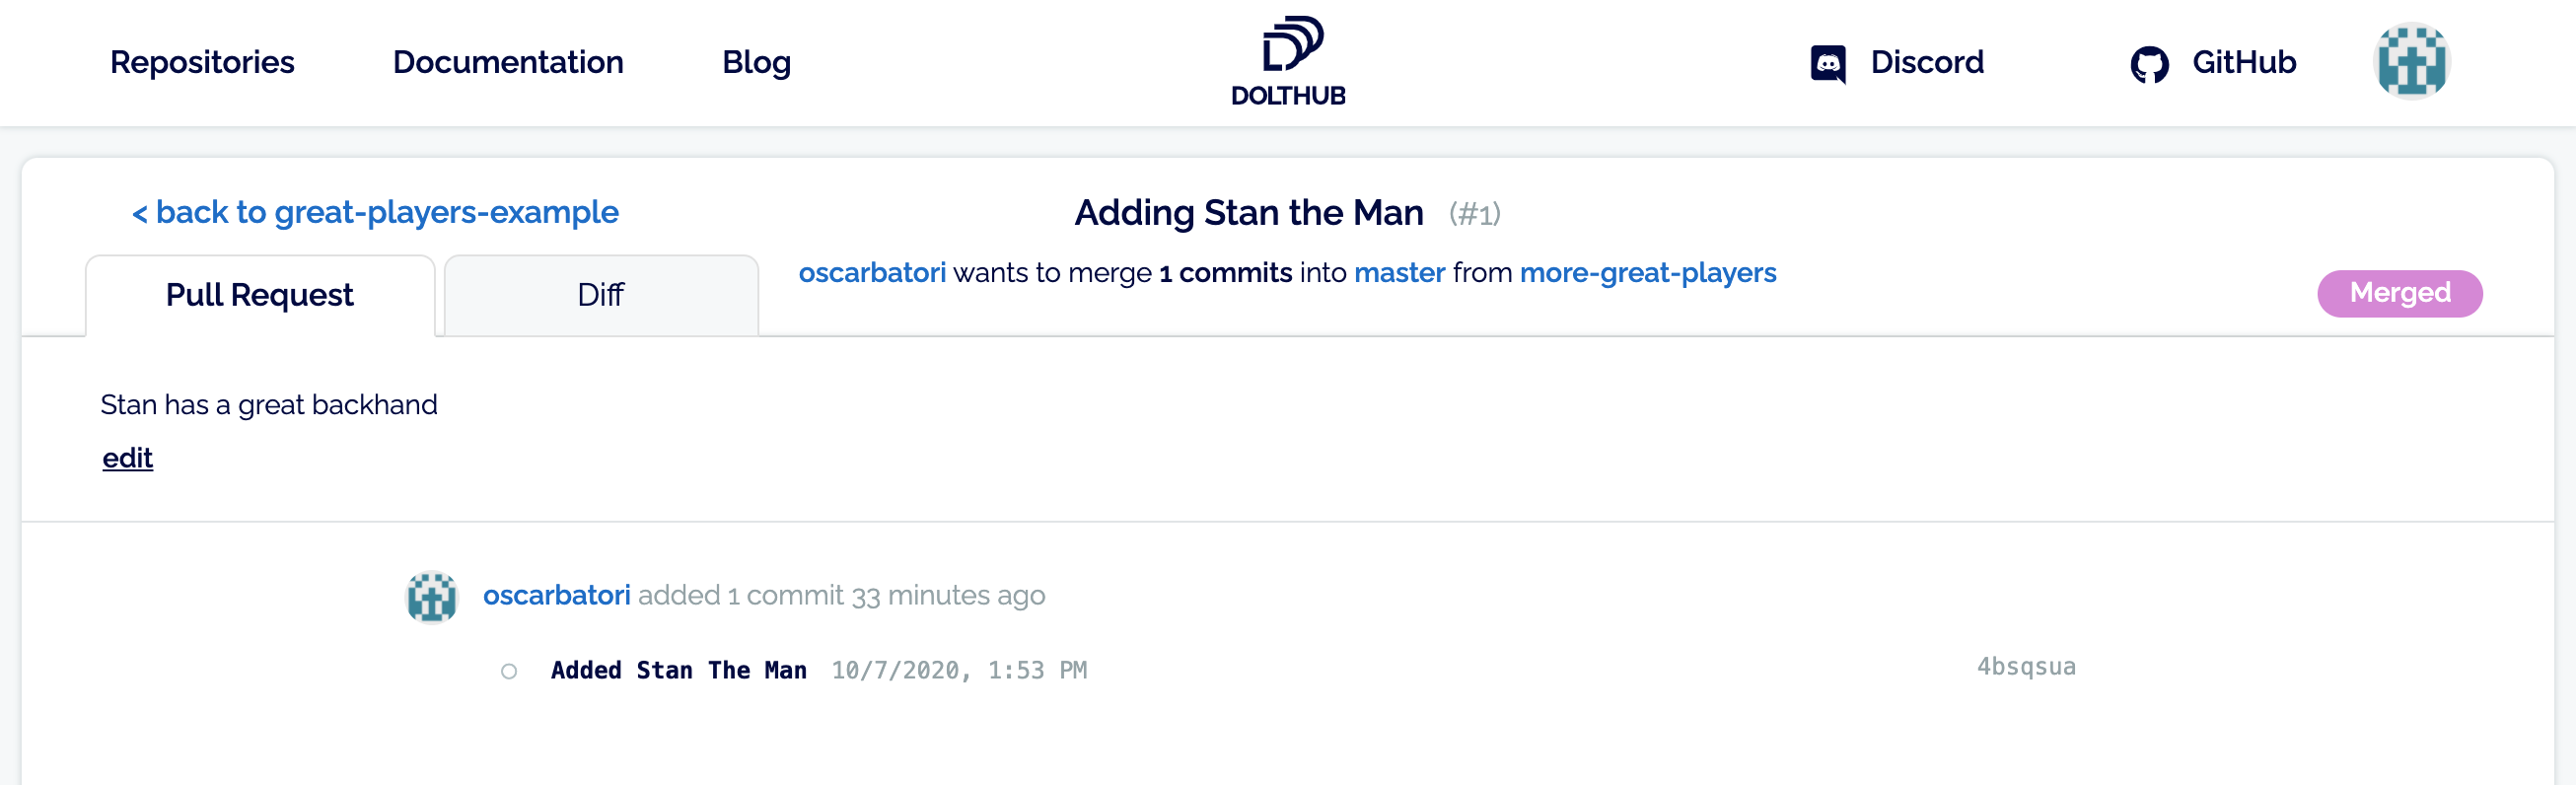 Repositories Documentation Blog DOLTHUB Discord GitHub
< back to great-players-example Adding Stan the Man (#1)
Pull Request Diff oscarbatori wants to merge 1 commits into master from more-great-players Merged
Stan has a great backhand
edit
oscarbatori added 1 commit 33 minutes ago
Added Stan The Man 10/7/2020, 1:53 PM 4bsqsua